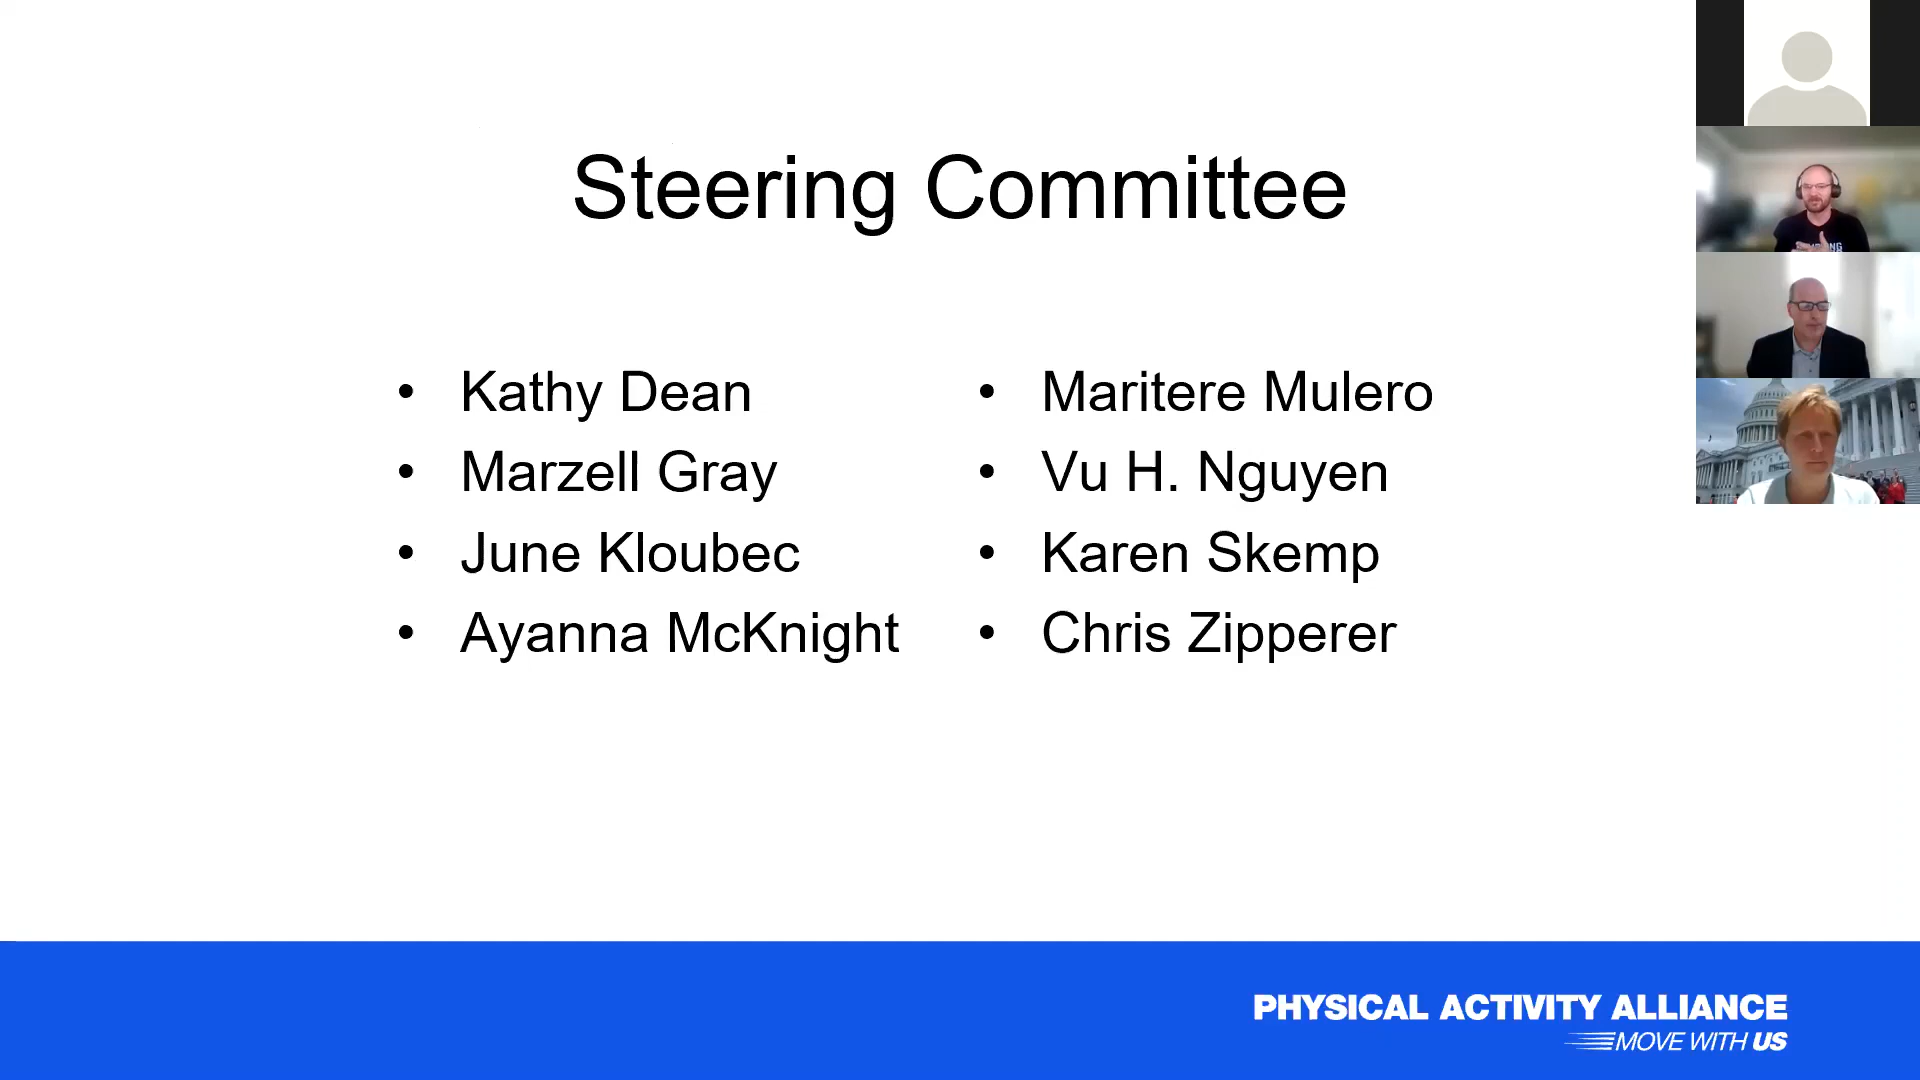 Steering Committee
• Kathy Dean
• Marzell Gray
• June Kloubec
• Ayanna McKnight
• Maritere Mulero
• Vu H. Nguyen
• Karen Skemp
• Chris Zipperer
PHYSICAL ACTIVITY ALLIANCE
MOVE WITH US